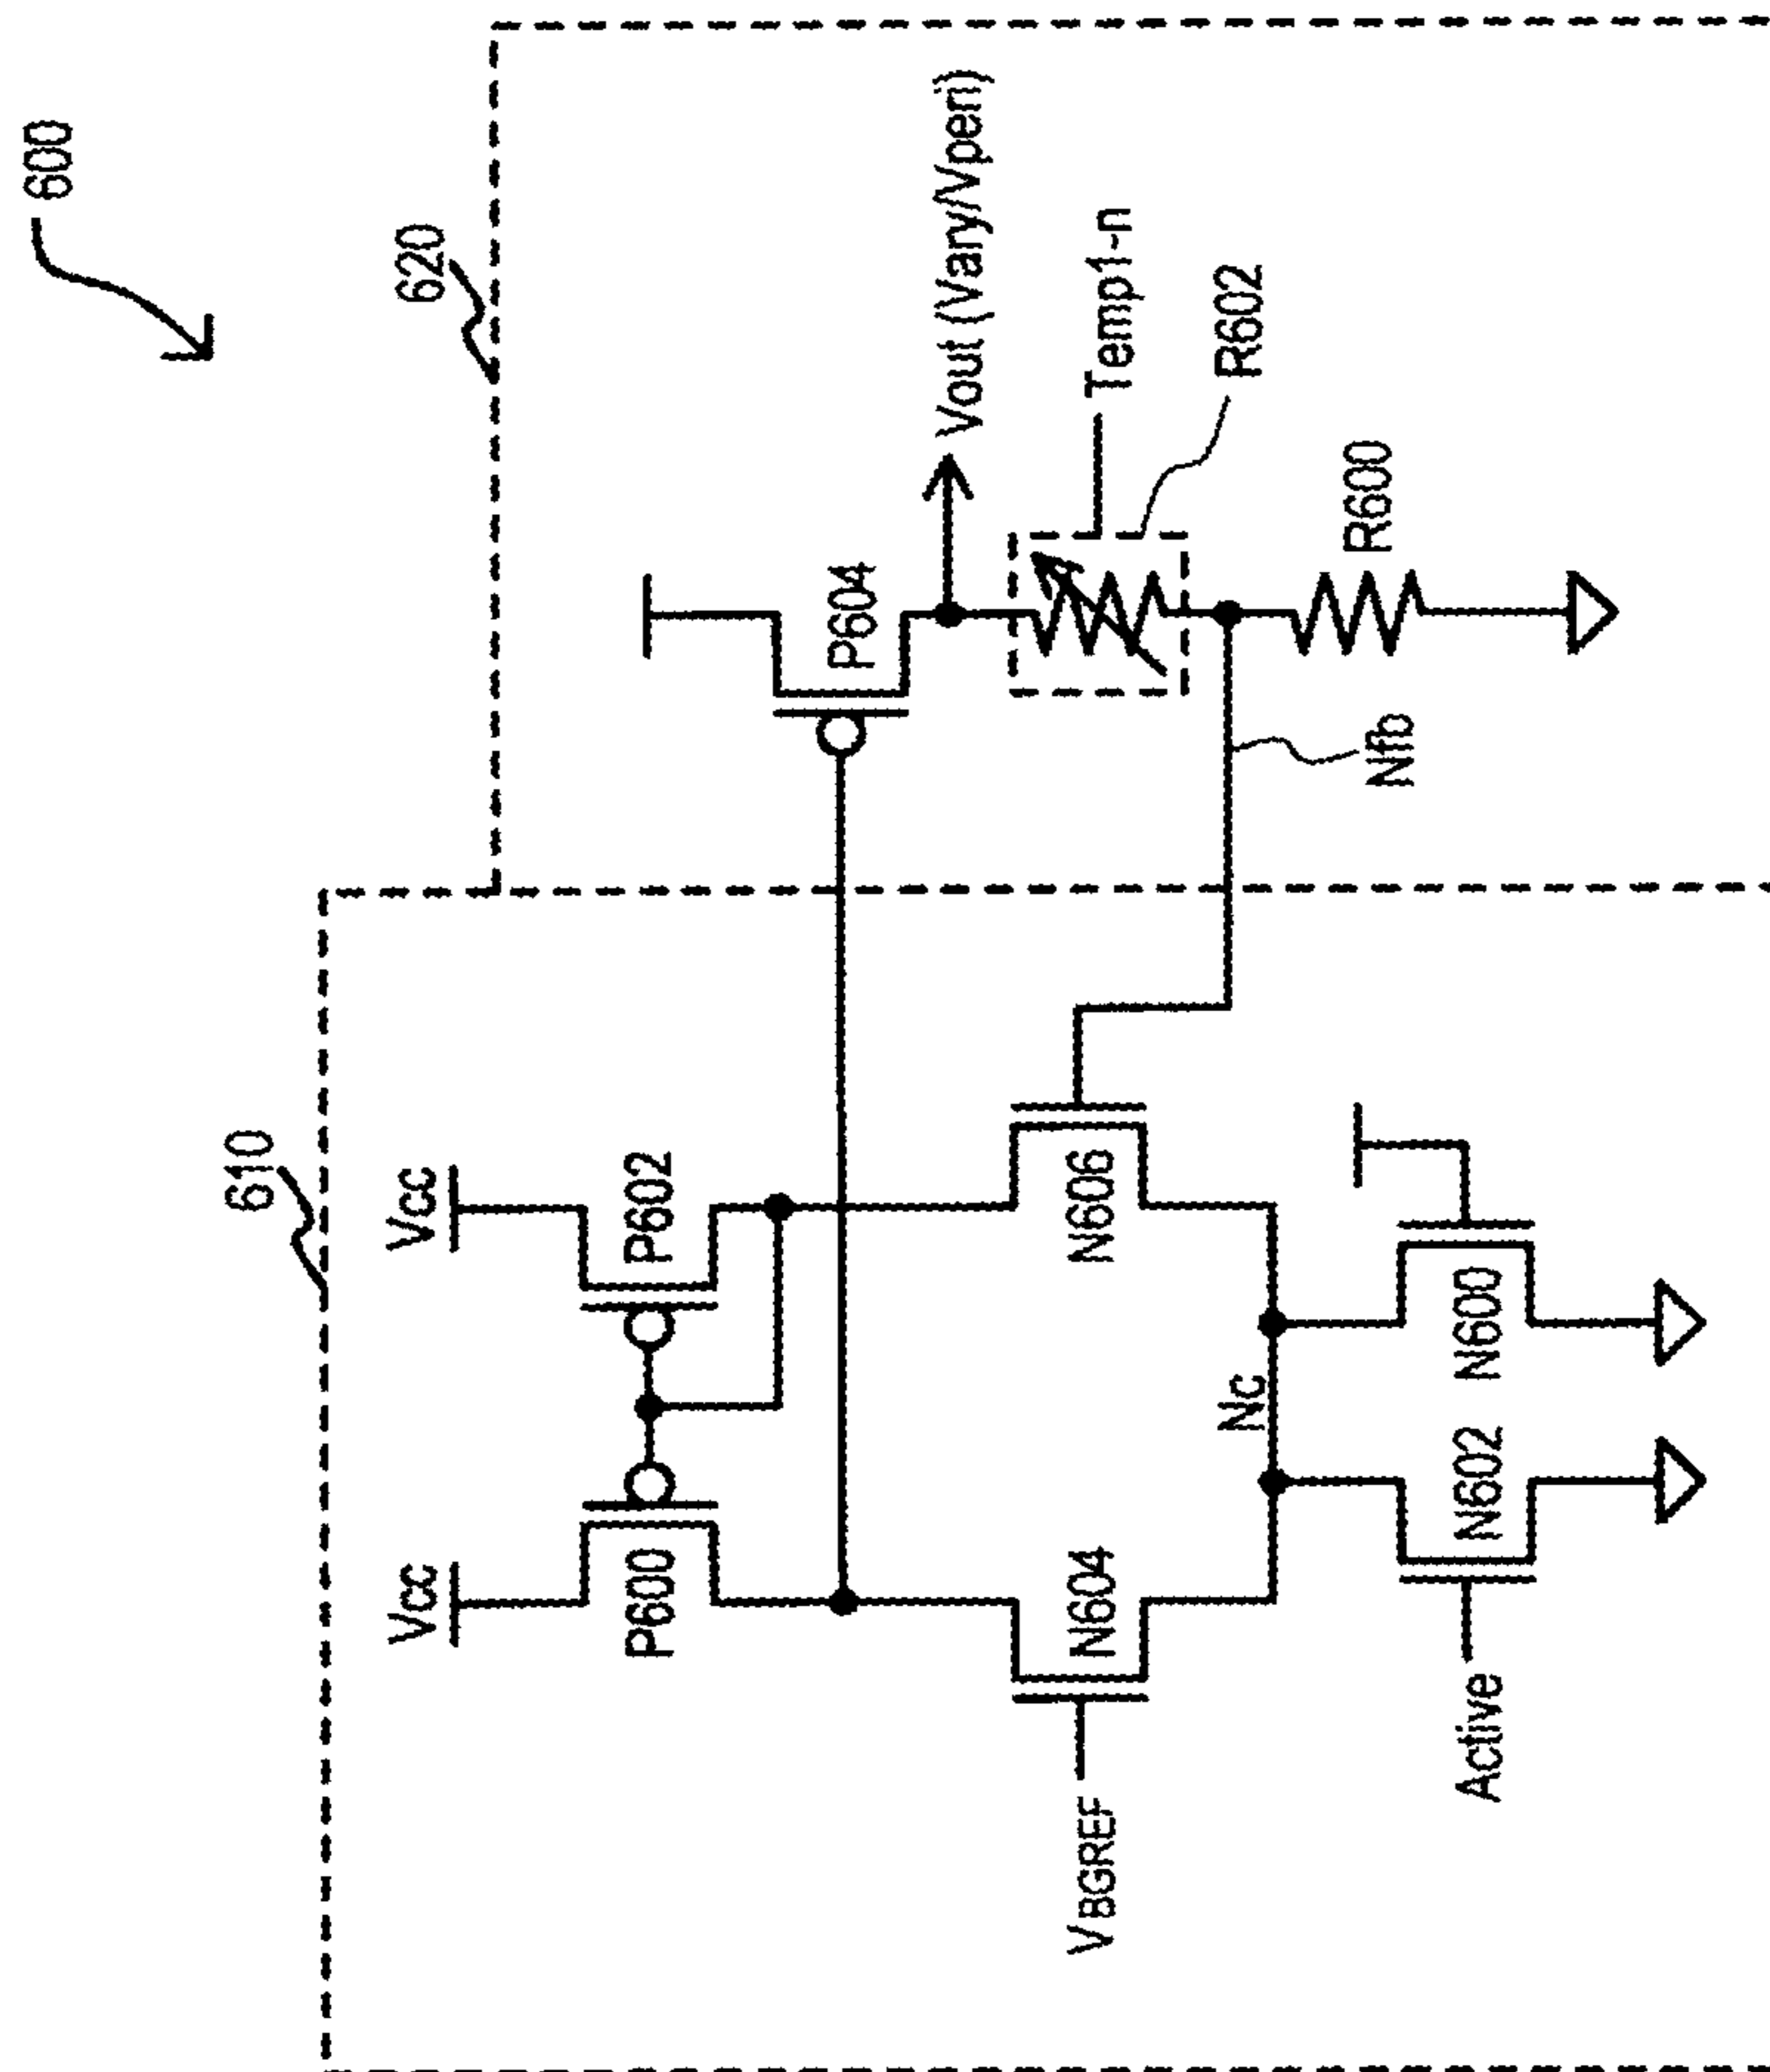 600
610
620
Vcc
Vcc
P600
P602
P604
Vout (Vary/Vperi)
Temp1-n
R602
VBGREF
N604
N606
Nfb
R600
Nc
Active
N602
N600